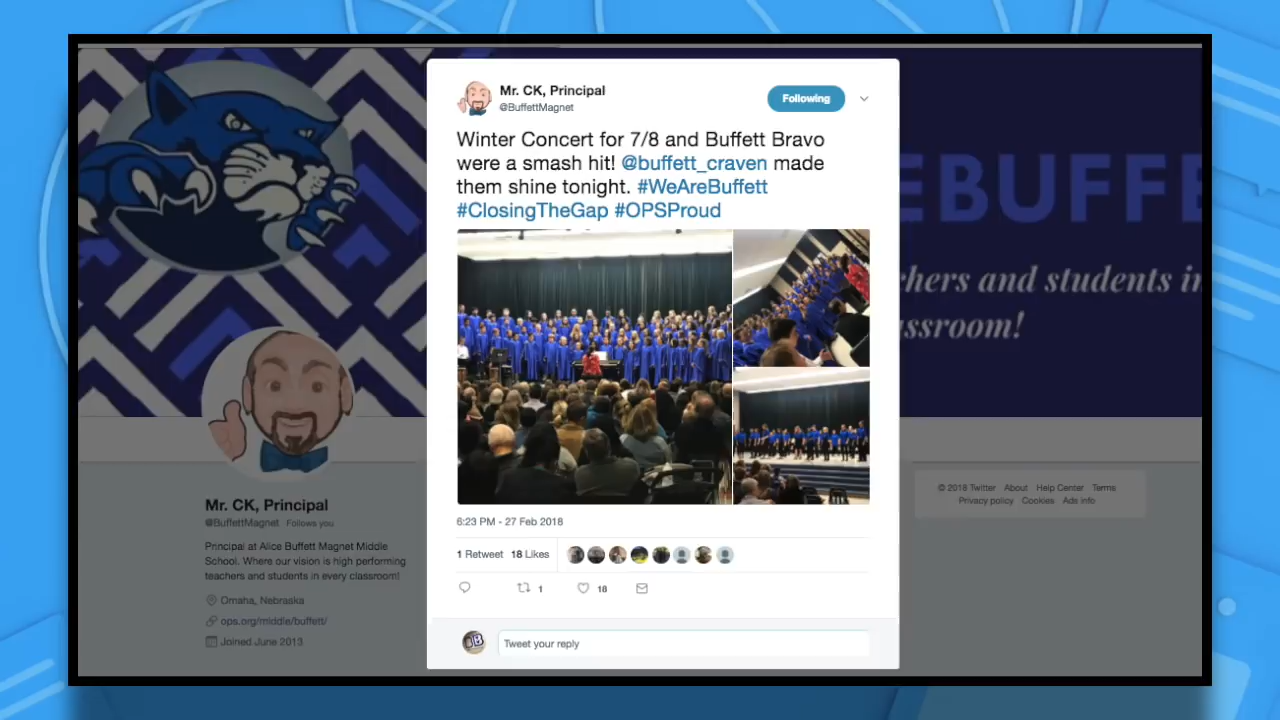 Mr. CK, Principal
@BuffettMagnet
Following
Winter Concert for 7/8 and Buffett Bravo
were a smash hit! @buffett_craven made
them shine tonight. #WeAreBuffett
#ClosingTheGap #OPSProud
6:23 PM - 27 Feb 2018
1 Retweet 18 Likes
1 18
Tweet your reply
EBUFFE
hers and students in
ssroom!
Mr. CK, Principal
@BuffettMagnet Follows you
Principal at Alice Buffett Magnet Middle
School. Where our vision is high performing
teachers and students in every classroom!
Omaha, Nebraska
ops.org/middle/buffett/
Joined June 2013
© 2018 Twitter About Help Center Terms
Privacy policy Cookies Ads info